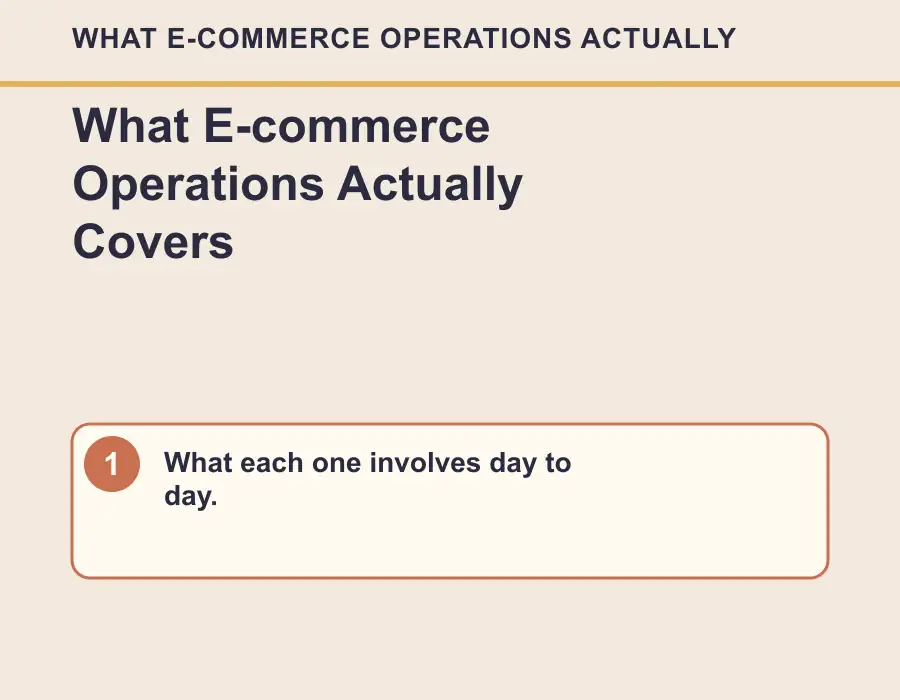 WHAT E-COMMERCE OPERATIONS ACTUALLY
What E-commerce
Operations Actually
Covers
1
What each one involves day to
day.